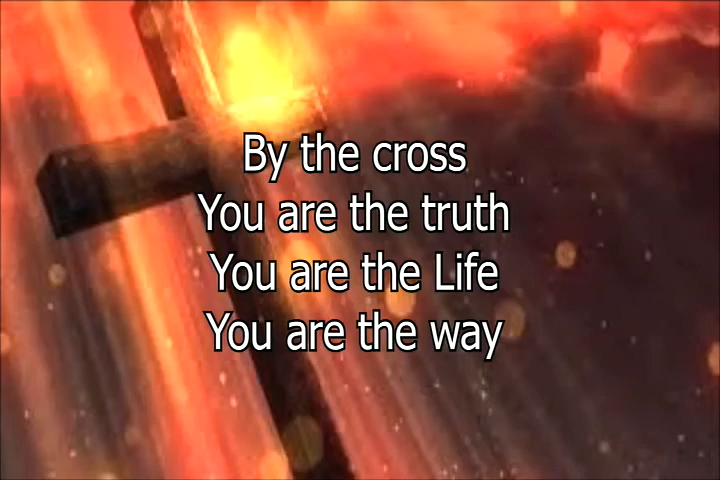 By the cross
You are the truth
You are the Life
You are the way